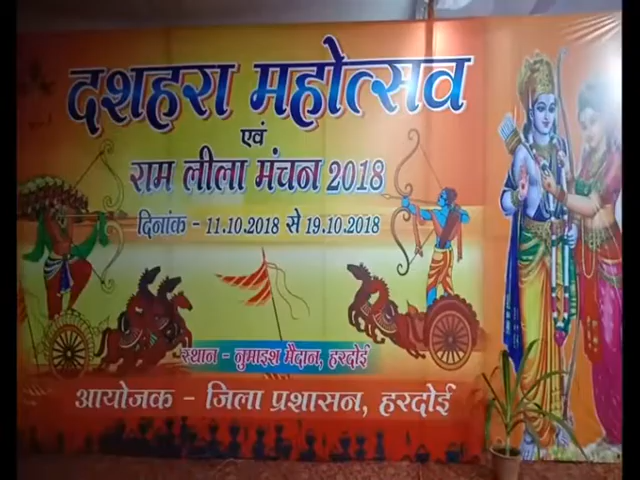 दशहरा महोत्सव
एवं
राम लीला मंचन 2018
दिनांक - 11.10.2018 से 19.10.2018
स्थान - नुमाइश मैदान, हरदोई
आयोजक - जिला प्रशासन, हरदोई